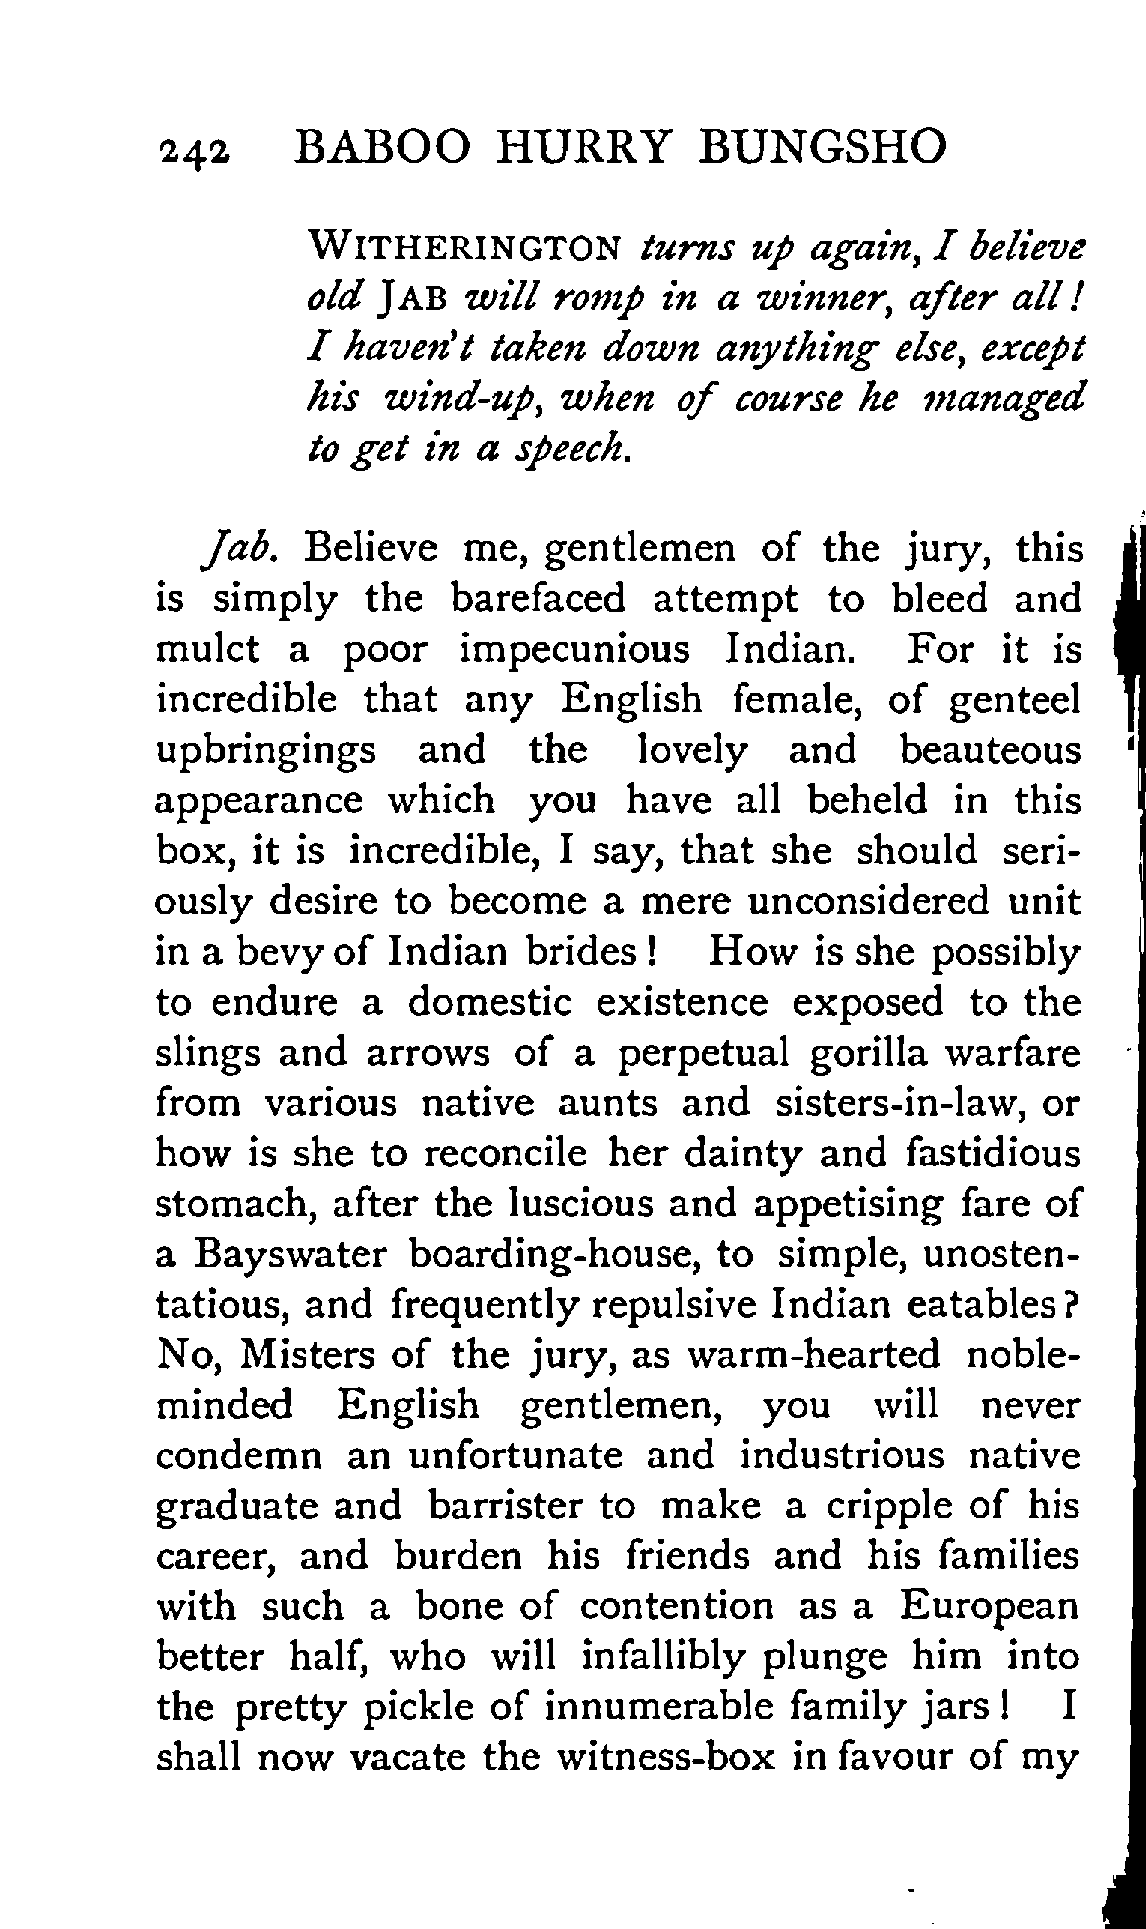 242 BABOO HURRY BUNGSHO
WITHERINGTON turns up again, I believe
old JAB will romp in a winner, after all !
I haven't taken down anything else, except
his wind-up, when of course he managed
to get in a speech.
Jab. Believe me, gentlemen of the jury, this
is simply the barefaced attempt to bleed and
mulct a poor impecunious Indian. For it is
incredible that any English female, of genteel
upbringings and the lovely and beauteous
appearance which you have all beheld in this
box, it is incredible, I say, that she should seri-
ously desire to become a mere unconsidered unit
in a bevy of Indian brides ! How is she possibly
to endure a domestic existence exposed to the
slings and arrows of a perpetual gorilla warfare
from various native aunts and sisters-in-law, or
how is she to reconcile her dainty and fastidious
stomach, after the luscious and appetising fare of
a Bayswater boarding-house, to simple, unosten-
tatious, and frequently repulsive Indian eatables ?
No, Misters of the jury, as warm-hearted noble-
minded English gentlemen, you will never
condemn an unfortunate and industrious native
graduate and barrister to make a cripple of his
career, and burden his friends and his families
with such a bone of contention as a European
better half, who will infallibly plunge him into
the pretty pickle of innumerable family jars ! I
shall now vacate the witness-box in favour of my